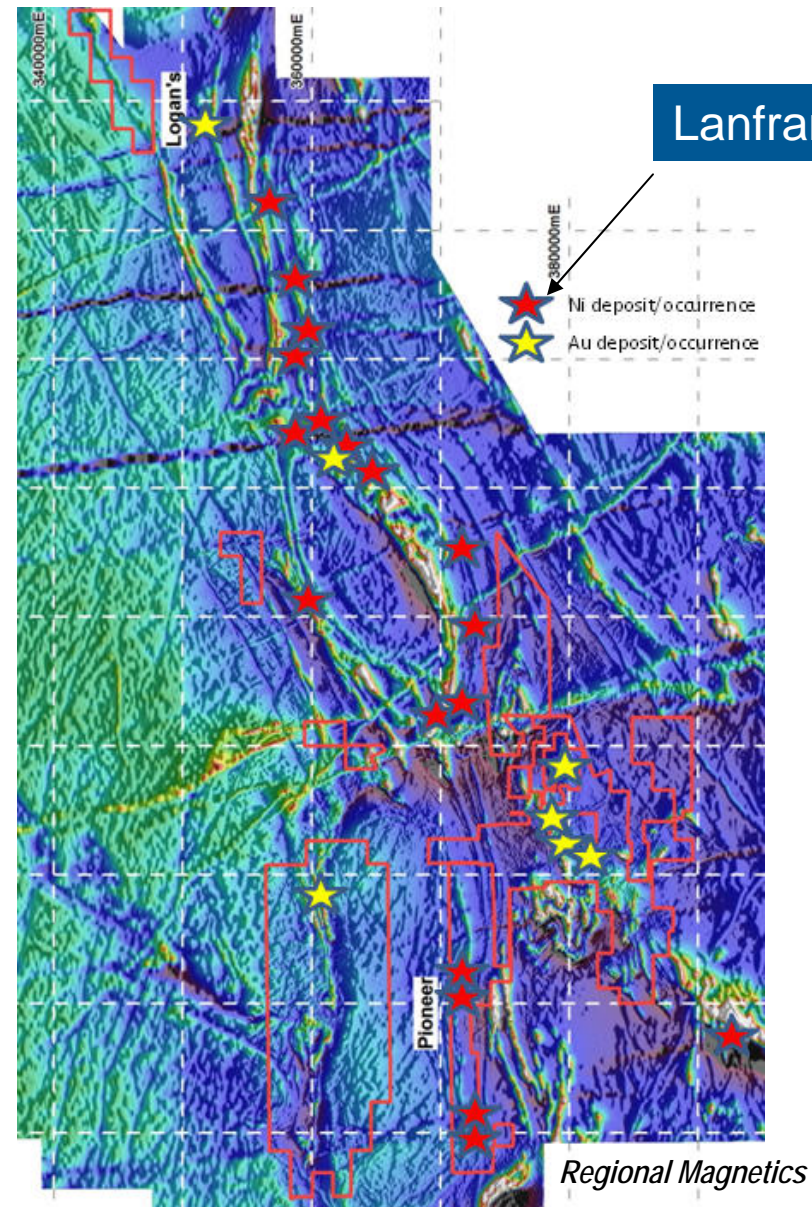 340000mE
360000mE
Logan's
Lanfra
380000mE
Ni deposit/occurrence
Au deposit/occurrence
Pioneer
Regional Magnetics